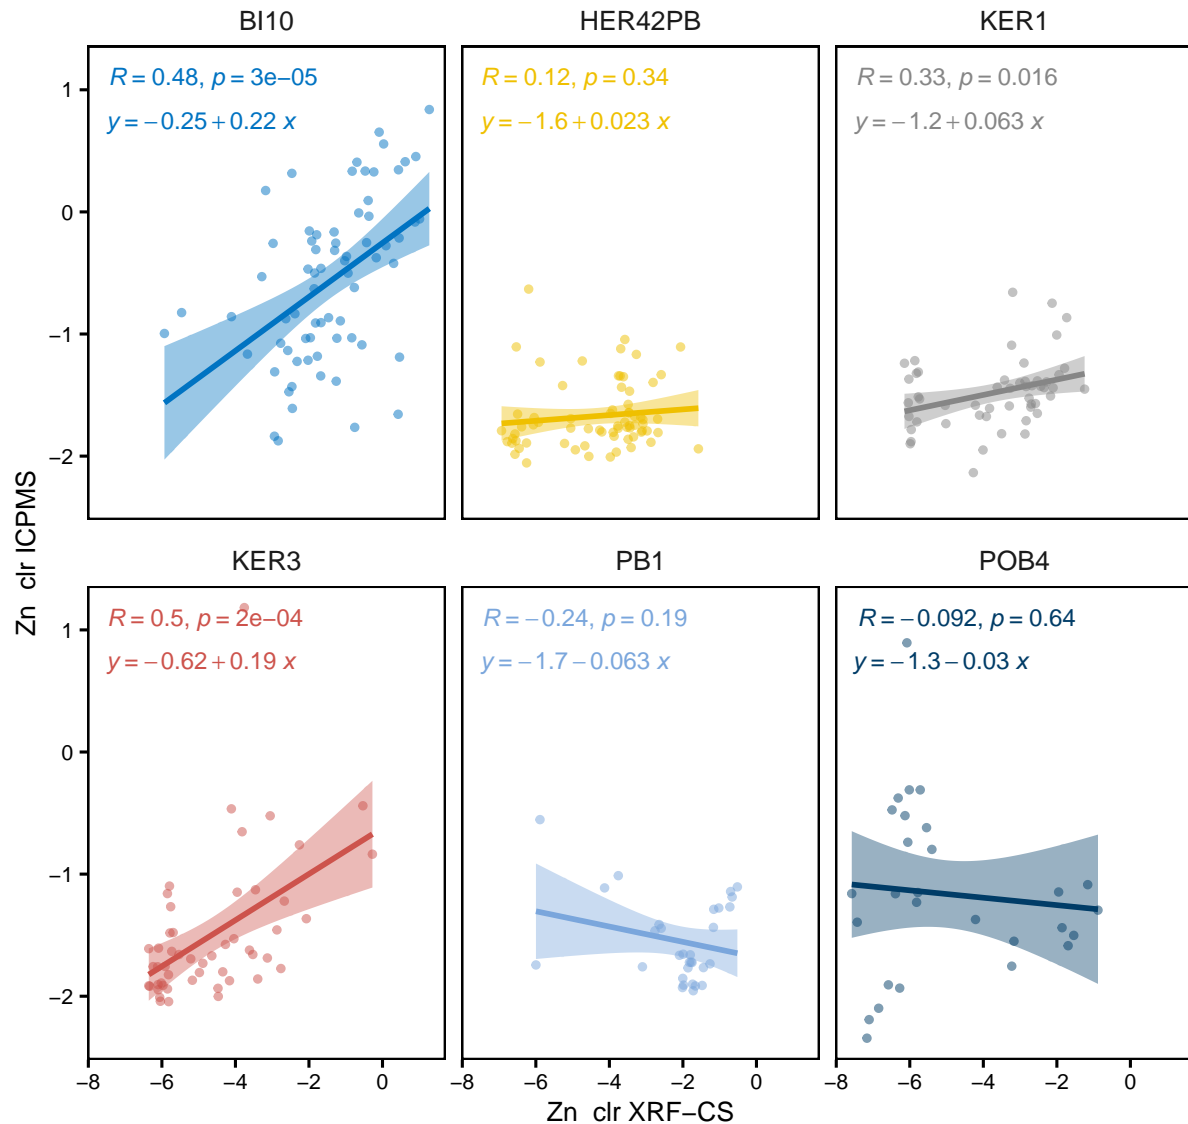 BI10 HER42PB KER1
R = 0.48, p = 3e−05 R = 0.12, p = 0.34 R = 0.33, p = 0.016
y = −0.25 + 0.22 x y = −1.6 + 0.023 x y = −1.2 + 0.063 x
1
0
−1
−2
Zn clr ICPMS
KER3 PB1 POB4
R = 0.5, p = 2e−04 R = −0.24, p = 0.19 R = −0.092, p = 0.64
y = −0.62 + 0.19 x y = −1.7 − 0.063 x y = −1.3 − 0.03 x
1
0
−1
−2
−8 −6 −4 −2 0 −8 −6 −4 −2 0 −8 −6 −4 −2 0
Zn clr XRF−CS